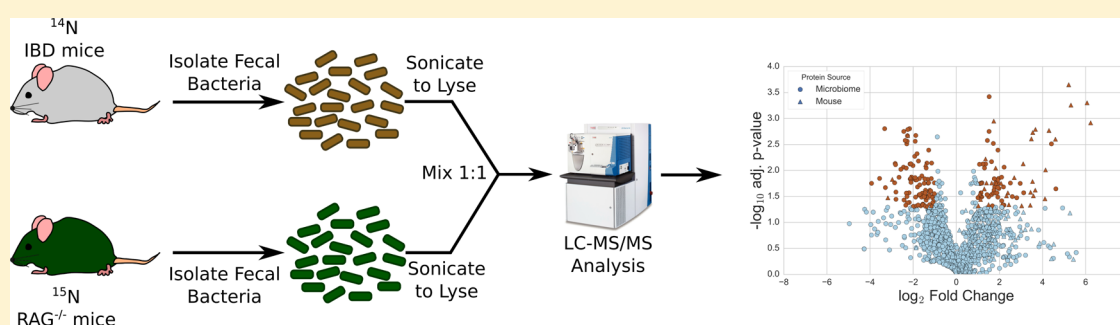 ¹⁴N
IBD mice
Isolate Fecal
Bacteria
Sonicate
to Lyse
Mix 1:1
¹⁵N
RAG⁻/⁻ mice
Isolate Fecal
Bacteria
Sonicate
to Lyse
LC-MS/MS
Analysis
-log₁₀ adj. p-value
4.0
3.5
3.0
2.5
2.0
1.5
1.0
0.5
0.0
Protein Source
Microbiome
Mouse
−8 −6 −4 −2 0 2 4 6
log₂ Fold Change